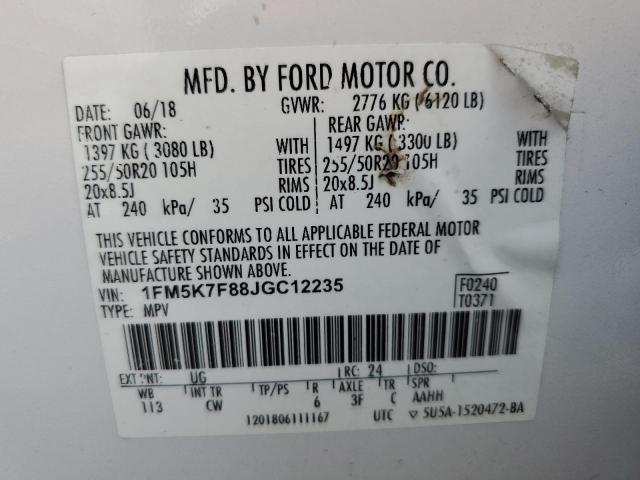 MFD. BY FORD MOTOR CO.
DATE: 06/18 GVWR: 2776 KG (6120 LB)
FRONT GAWR: REAR GAWR:
1397 KG ( 3080 LB) WITH 1497 KG ( 3300 LB) WITH
255/50R20 105H TIRES 255/50R20 105H TIRES
20x8.5J RIMS 20x8.5J RIMS
AT 240 kPa/ 35 PSI COLD AT 240 kPa/ 35 PSI COLD
THIS VEHICLE CONFORMS TO ALL APPLICABLE FEDERAL MOTOR
VEHICLE SAFETY STANDARDS IN EFFECT ON THE DATE OF
MANUFACTURE SHOWN ABOVE.
VIN: 1FM5K7F88JGC12235 F0240
TYPE: MPV T0371
EXT PNT: UG RC: 24 DSO:
WB INT TR TP/PS R AXLE TR SPR
113 CW 6 3F C AAHH
1201806111167 UTC ▽ 5U5A-1520472-BA